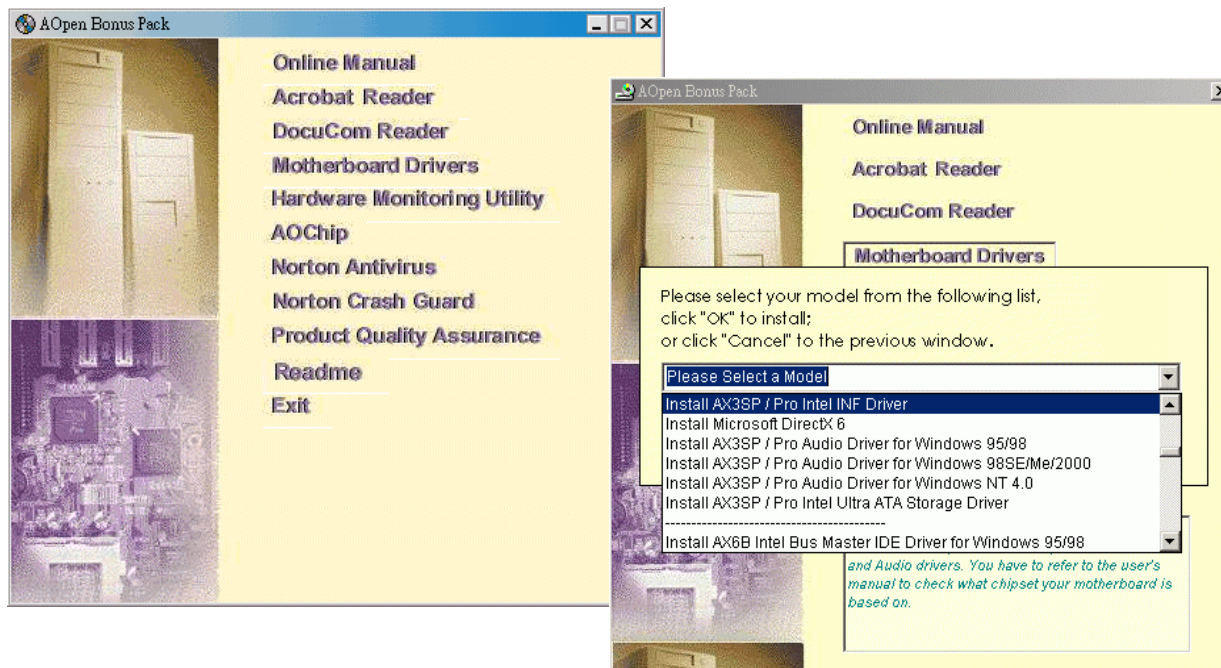 AOpen Bonus Pack
Online Manual
Acrobat Reader
DocuCom Reader
Motherboard Drivers
Hardware Monitoring Utility
AOChip
Norton Antivirus
Norton Crash Guard
Product Quality Assurance
Readme
Exit
AOpen Bonus Pack
Online Manual
Acrobat Reader
DocuCom Reader
Motherboard Drivers
Please select your model from the following list,
click "OK" to install;
or click "Cancel" to the previous window.
Please Select a Model
Install AX3SP / Pro Intel INF Driver
Install Microsoft DirectX 6
Install AX3SP / Pro Audio Driver for Windows 95/98
Install AX3SP / Pro Audio Driver for Windows 98SE/Me/2000
Install AX3SP / Pro Audio Driver for Windows NT 4.0
Install AX3SP / Pro Intel Ultra ATA Storage Driver
------------------------------------------
Install AX6B Intel Bus Master IDE Driver for Windows 95/98
and Audio drivers. You have to refer to the user's
manual to check what chipset your motherboard is
based on.